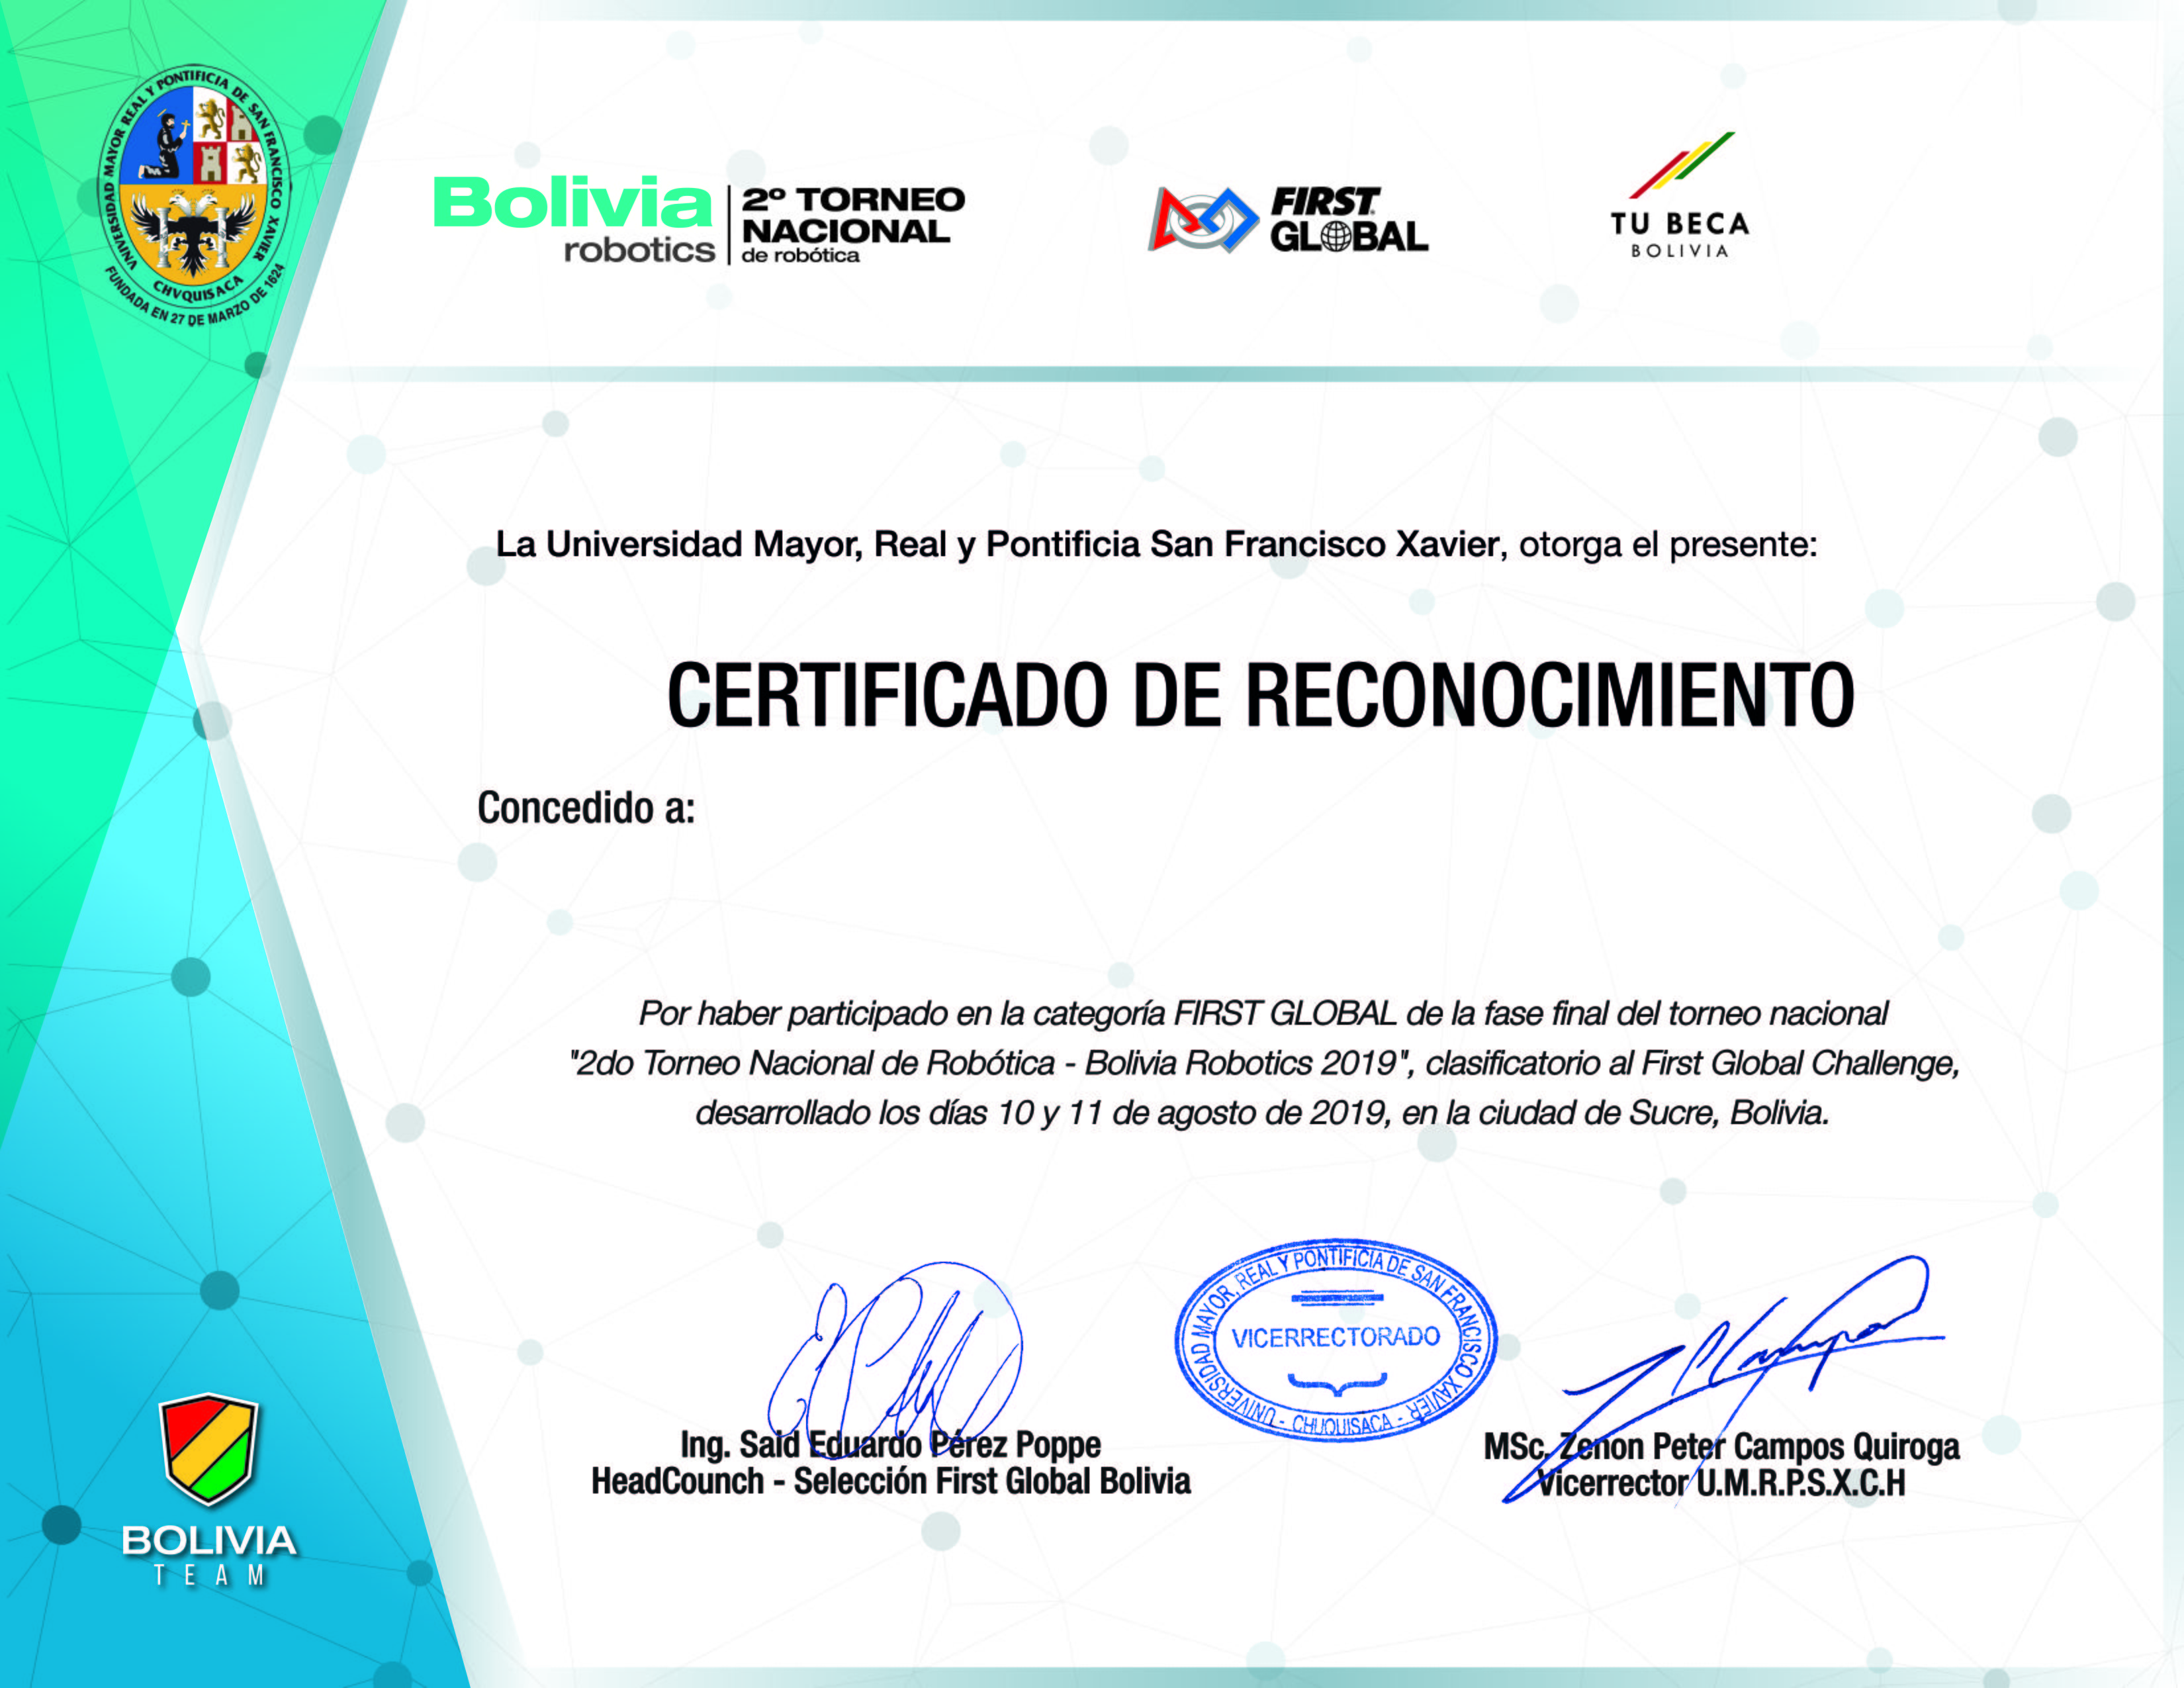 UNIVERSIDAD MAYOR REAL Y PONTIFICIA DE SAN FRANCISCO XAVIER
CHVQUISACA
FUNDADA EN 27 DE MARZO DE 1624
Bolivia
robotics
2º TORNEO
NACIONAL
de robótica
FIRST
GLOBAL
TU BECA
BOLIVIA
La Universidad Mayor, Real y Pontificia San Francisco Xavier, otorga el presente:
CERTIFICADO DE RECONOCIMIENTO
Concedido a:
Por haber participado en la categoría FIRST GLOBAL de la fase final del torneo nacional
"2do Torneo Nacional de Robótica - Bolivia Robotics 2019", clasificatorio al First Global Challenge,
desarrollado los días 10 y 11 de agosto de 2019, en la ciudad de Sucre, Bolivia.
UNIVERSIDAD MAYOR, REAL Y PONTIFICIA DE SAN FRANCISCO XAVIER
VICERRECTORADO
- CHUQUISACA -
Ing. Said Eduardo Pérez Poppe
HeadCounch - Selección First Global Bolivia
MSc. Zenon Peter Campos Quiroga
Vicerrector U.M.R.P.S.X.C.H
BOLIVIA
TEAM